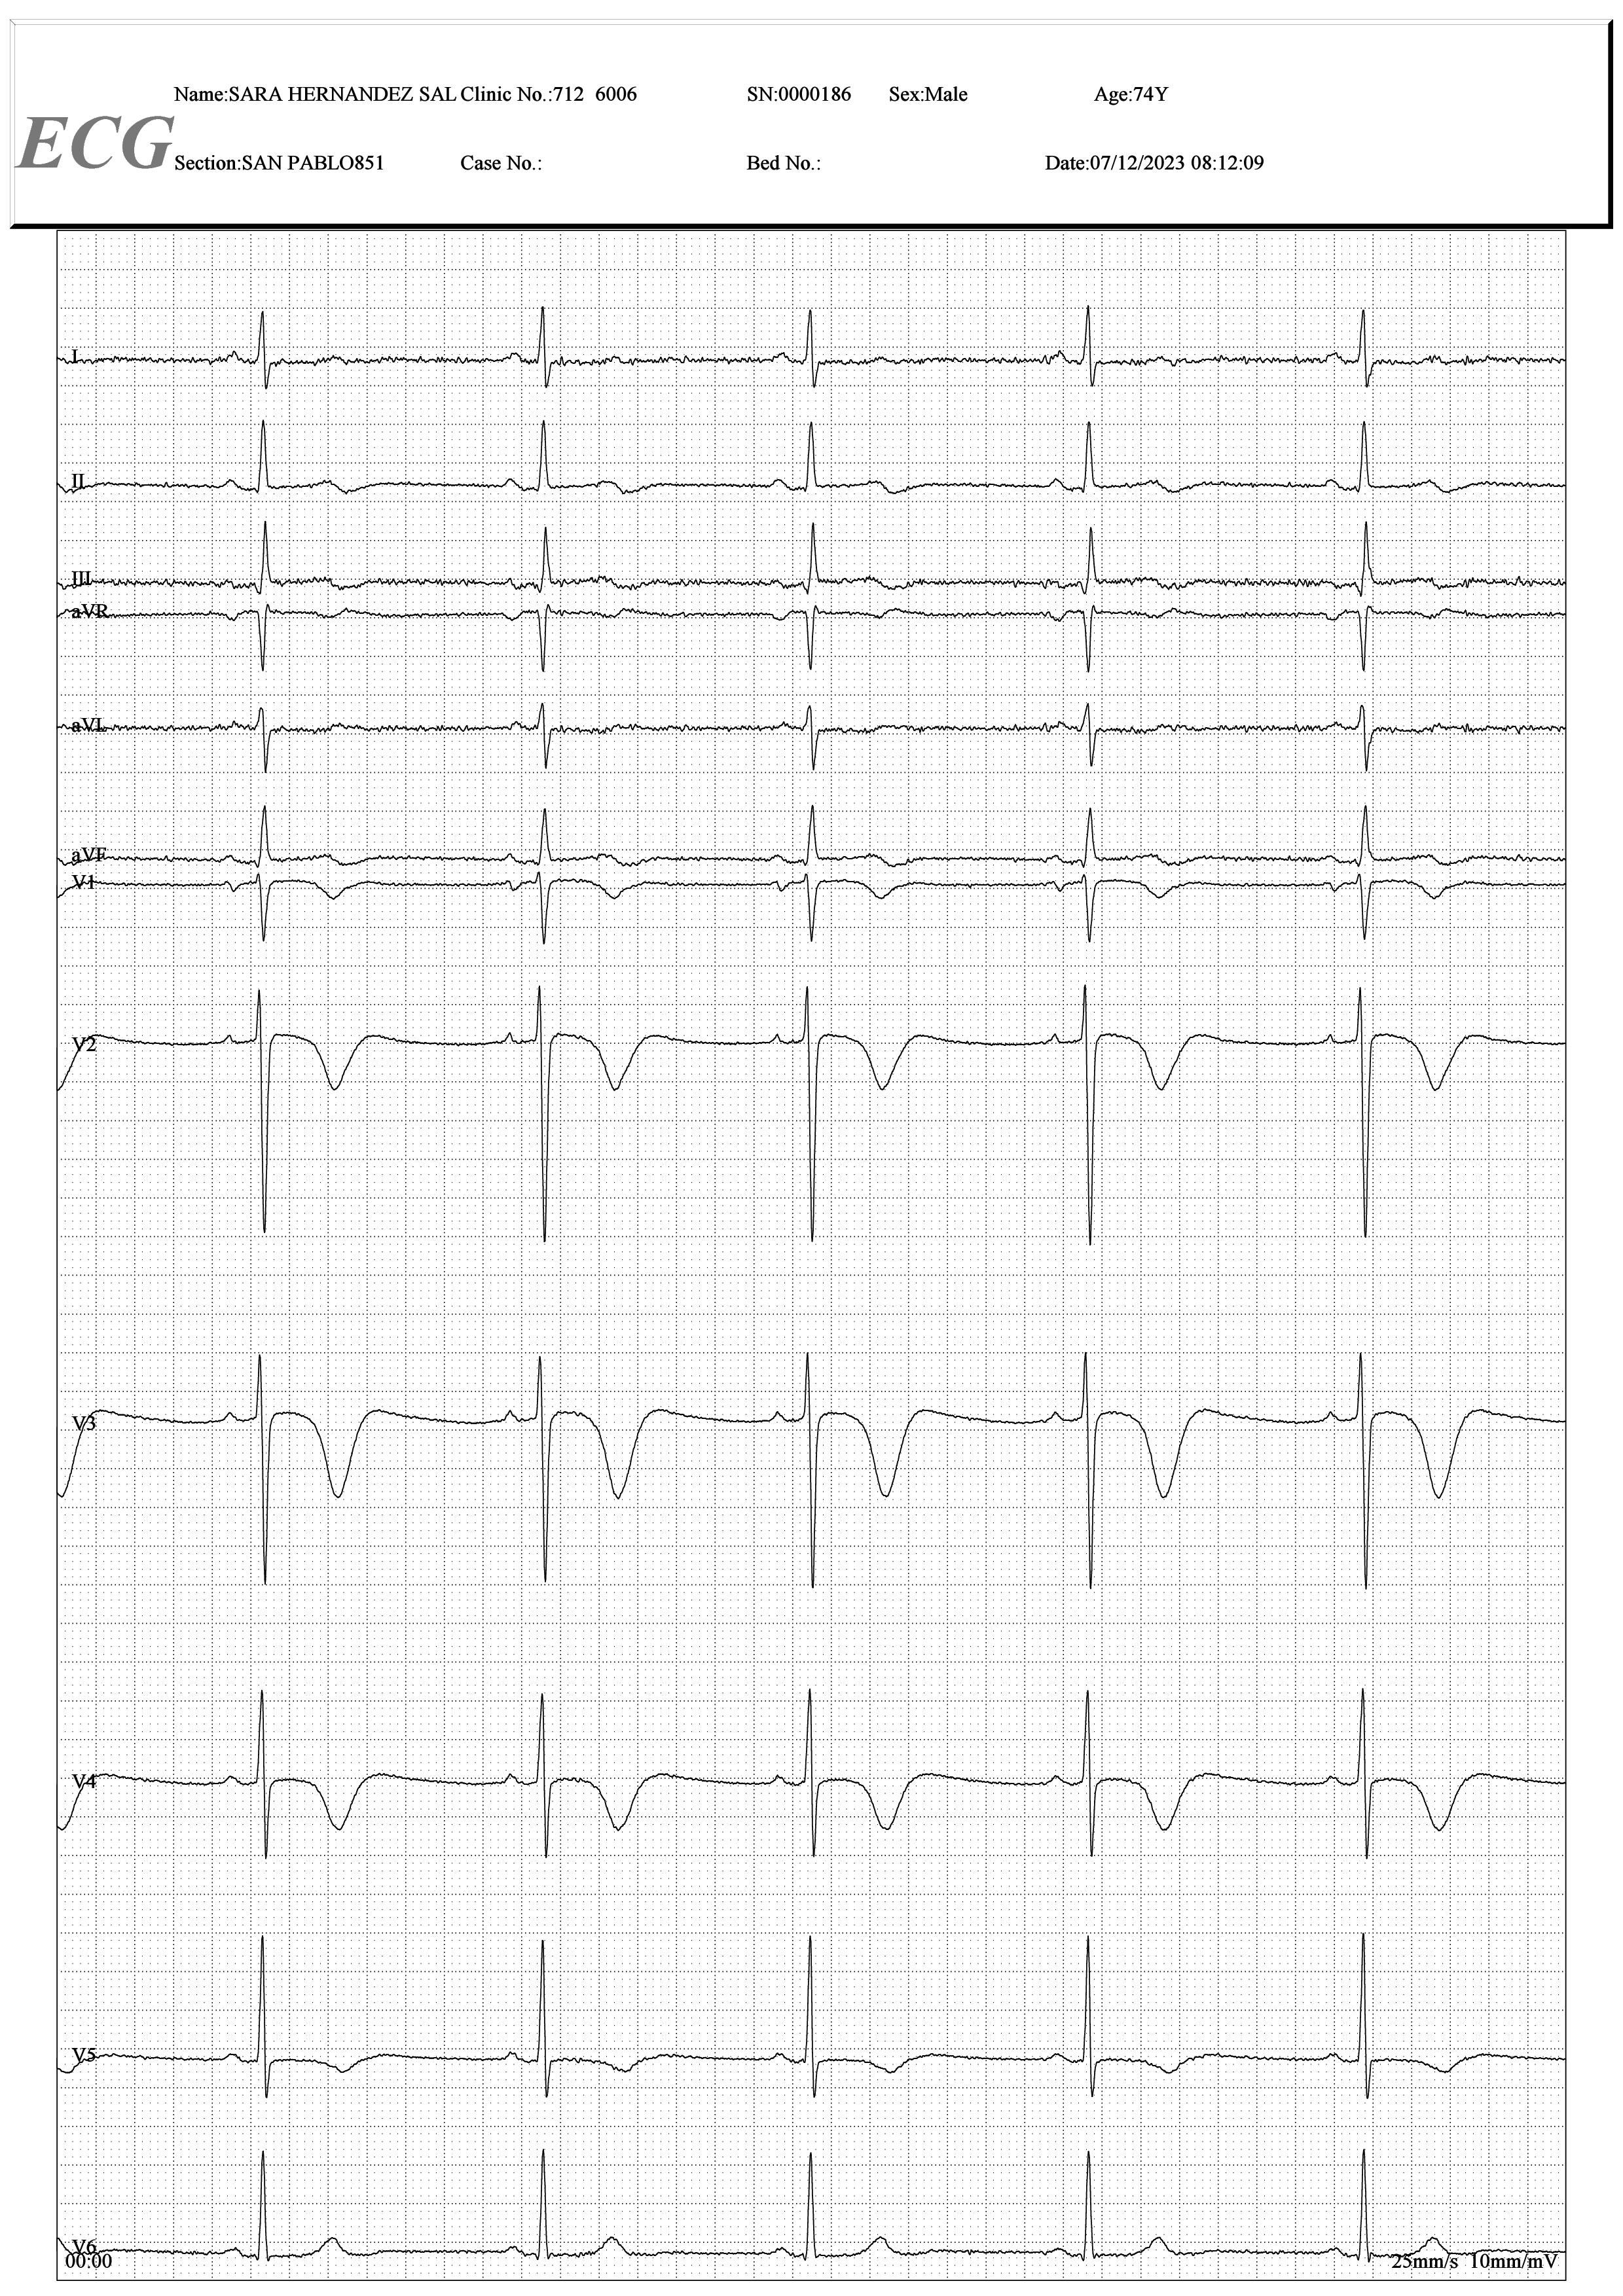 Name:SARA HERNANDEZ SAL Clinic No.:712 6006 SN:0000186 Sex:Male Age:74Y
ECG
Section:SAN PABLO851 Case No.: Bed No.: Date:07/12/2023 08:12:09
I
II
III
aVR
aVL
aVF
V1
V2
V3
V4
V5
V6
00:00 25mm/s 10mm/mV